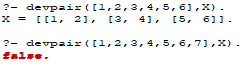 ?- devpair([1,2,3,4,5,6],X).
X = [[1, 2], [3, 4], [5, 6]].
?- devpair([1,2,3,4,5,6,7],X).
false.